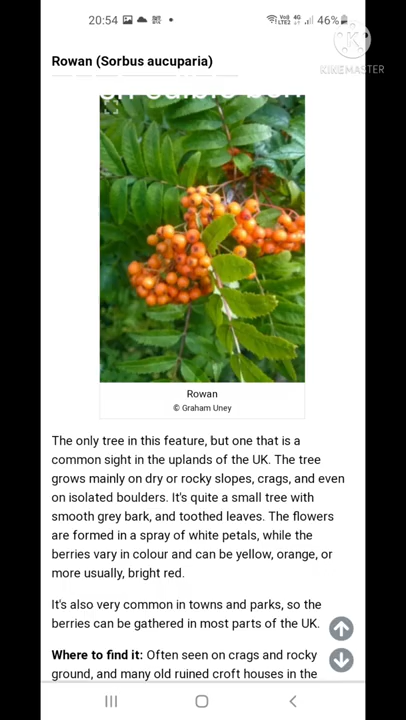 20:54
Vo))
LTE2
4G
46%
KINEMASTER
Rowan (Sorbus aucuparia)
Rowan
© Graham Uney
The only tree in this feature, but one that is a
common sight in the uplands of the UK. The tree
grows mainly on dry or rocky slopes, crags, and even
on isolated boulders. It's quite a small tree with
smooth grey bark, and toothed leaves. The flowers
are formed in a spray of white petals, while the
berries vary in colour and can be yellow, orange, or
more usually, bright red.
It's also very common in towns and parks, so the
berries can be gathered in most parts of the UK.
Where to find it: Often seen on crags and rocky
ground, and many old ruined croft houses in the